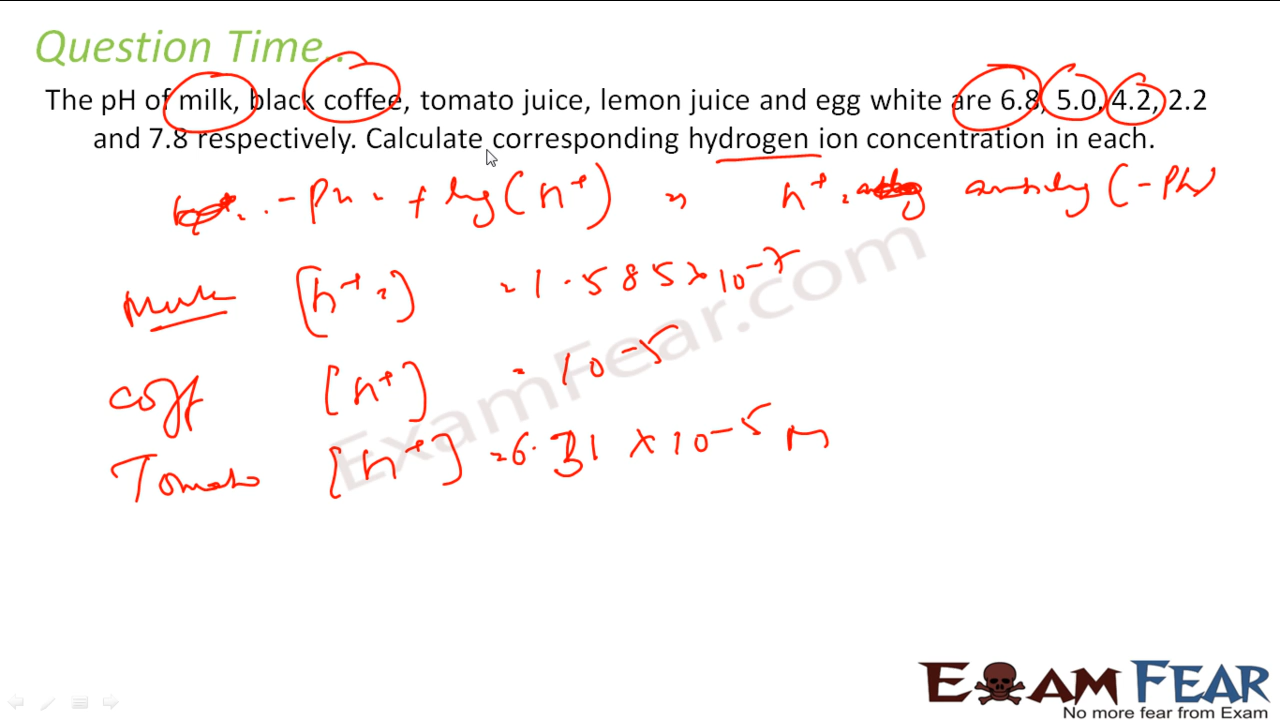 Question Time..
The pH of milk, black coffee, tomato juice, lemon juice and egg white are 6.8, 5.0, 4.2, 2.2
and 7.8 respectively. Calculate corresponding hydrogen ion concentration in each.
- PH = + log (h+) h+ = antilog (-PH)
Milk [h+] = 1.585 x 10-7
Coff [h+] = 10-5
Tomato [h+] = 6.31 x 10-5 M
ExamFear.com
EXAM FEAR
No more fear from Exam